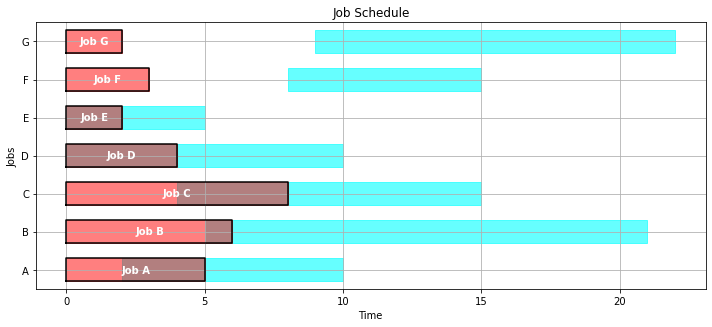 Job Schedule
G
Job G
F
Job F
E
Job E
D
Job D
C
Job C
B
Job B
A
Job A
Jobs
0
5
10
15
20
Time